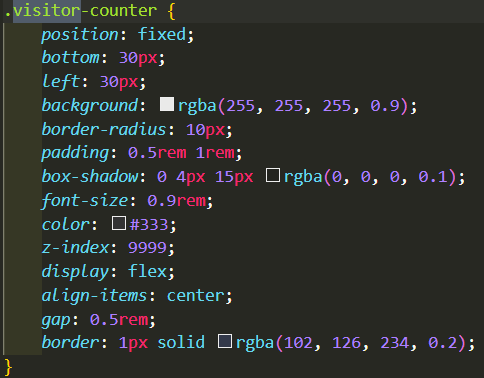 .visitor-counter {
position: fixed;
bottom: 30px;
left: 30px;
background: rgba(255, 255, 255, 0.9);
border-radius: 10px;
padding: 0.5rem 1rem;
box-shadow: 0 4px 15px rgba(0, 0, 0, 0.1);
font-size: 0.9rem;
color: #333;
z-index: 9999;
display: flex;
align-items: center;
gap: 0.5rem;
border: 1px solid rgba(102, 126, 234, 0.2);
}